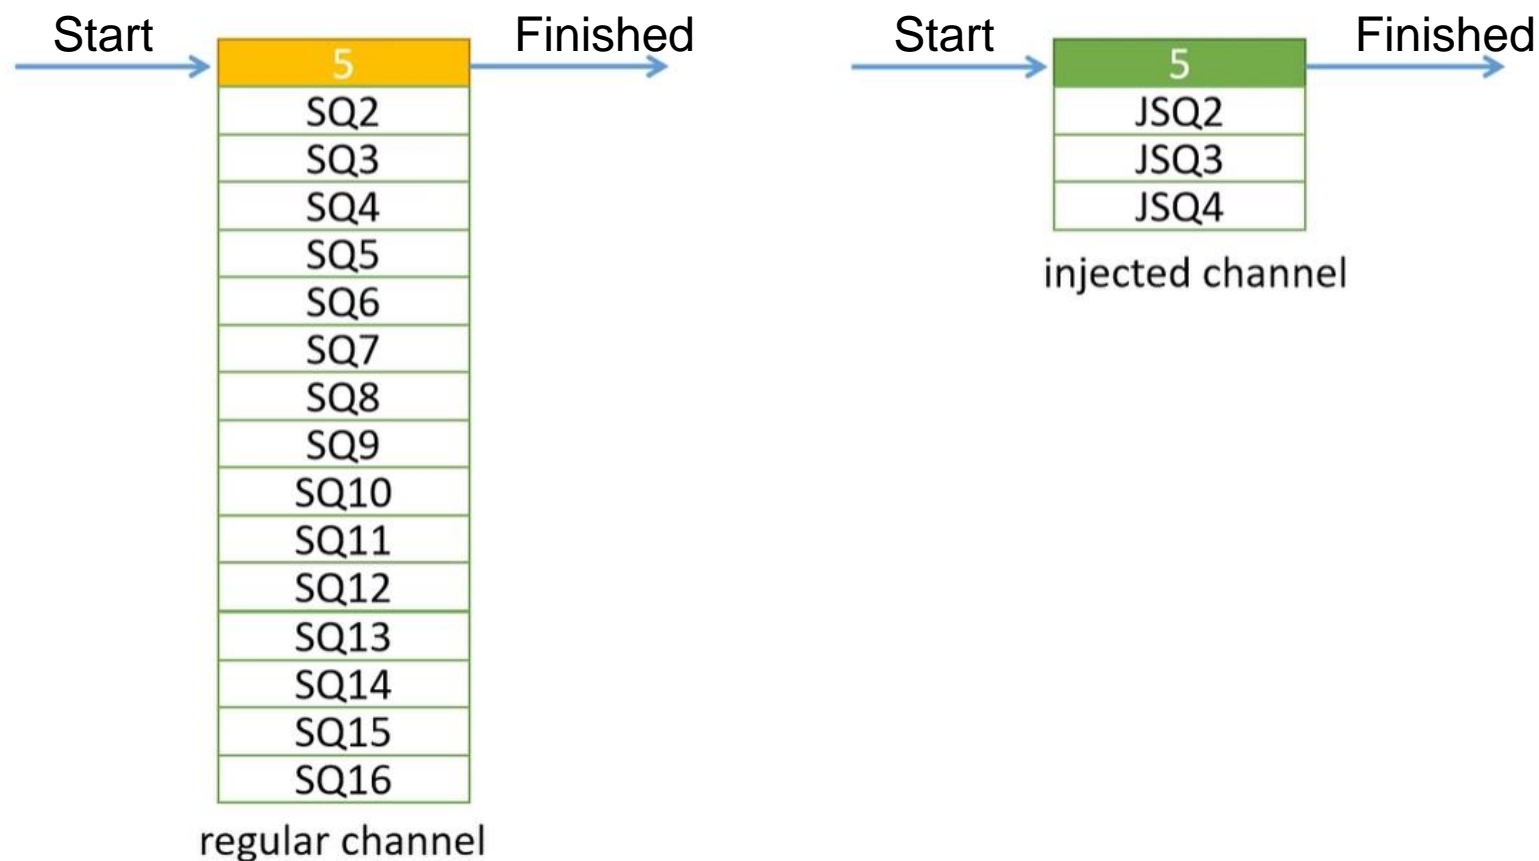 Start
5
Finished
SQ2
SQ3
SQ4
SQ5
SQ6
SQ7
SQ8
SQ9
SQ10
SQ11
SQ12
SQ13
SQ14
SQ15
SQ16
regular channel
Start
5
Finished
JSQ2
JSQ3
JSQ4
injected channel